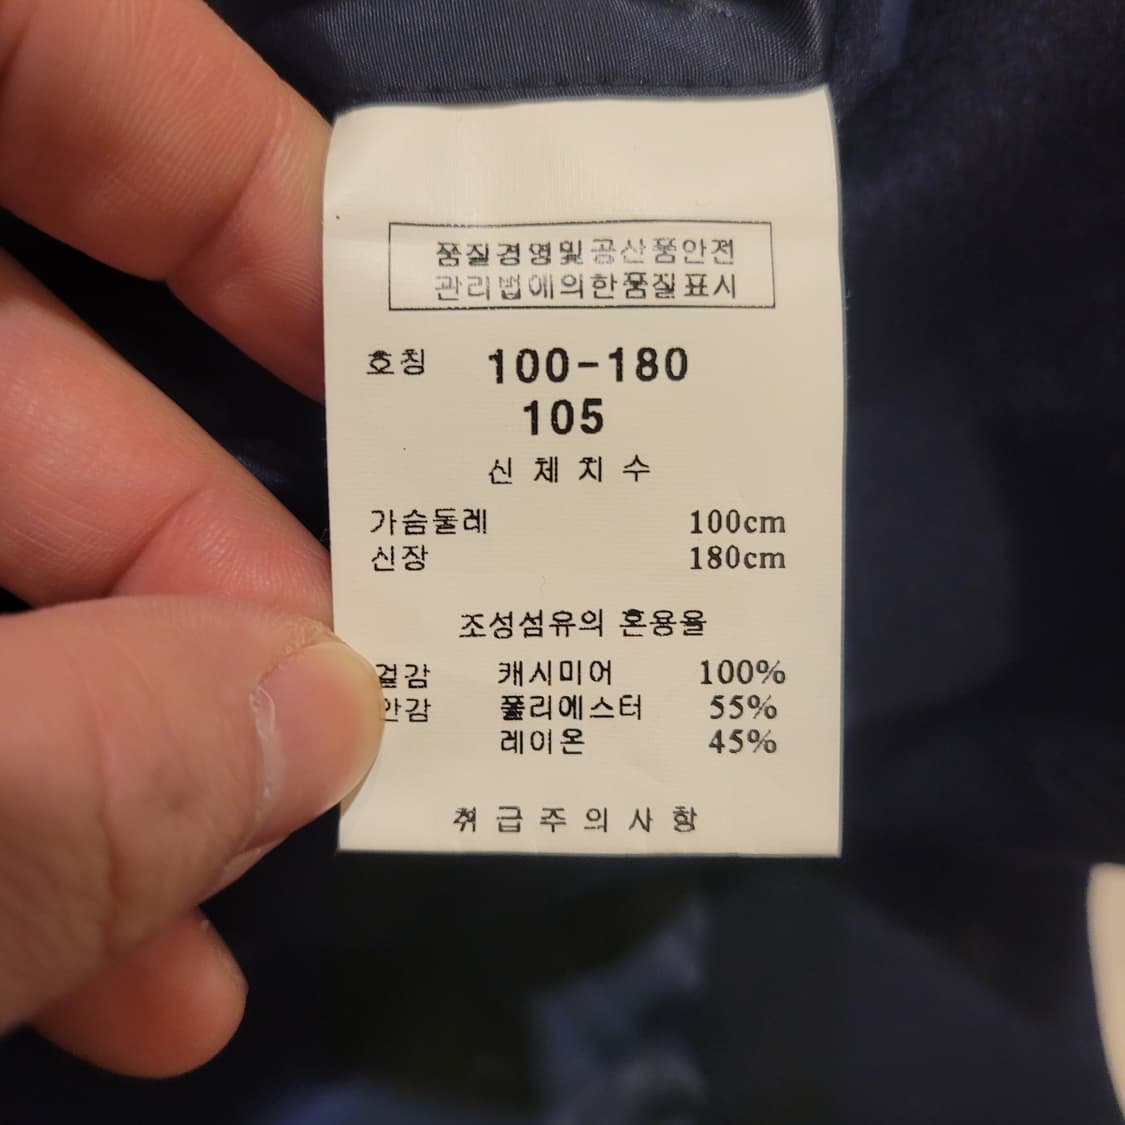 품질경영및공산품안전
관리법에의한품질표시
호칭 100-180
105
신체치수
가슴둘레 100cm
신장 180cm
조성섬유의 혼용율
겉감 캐시미어 100%
안감 폴리에스터 55%
레이온 45%
취급주의사항